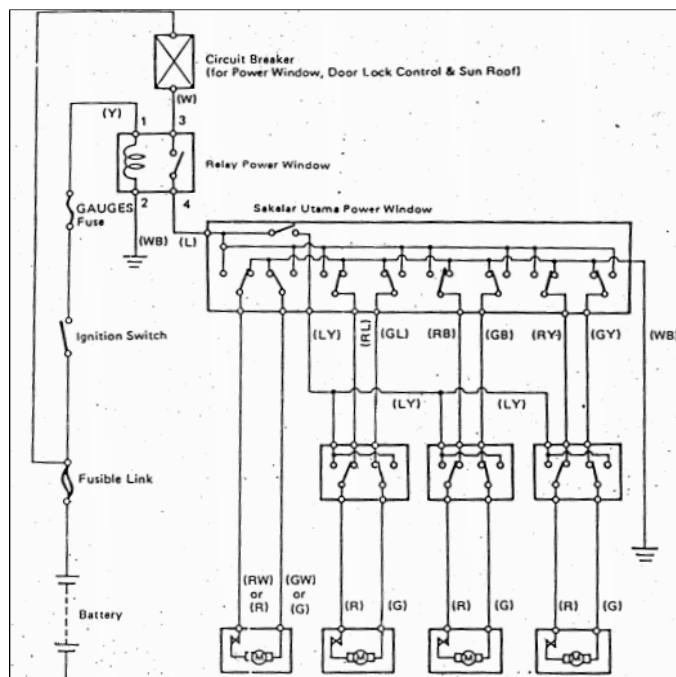 Circuit Breaker
(for Power Window, Door Lock Control & Sun Roof)
(W)
(Y)
1
3
Relay Power Window
2
4
GAUGES
Fuse
(WB)
(L)
Sakelar Utama Power Window
Ignition Switch
(LY)
(RL)
(GL)
(RB)
(GB)
(RY)
(GY)
(WB)
(LY)
(LY)
Fusible Link
Battery
(RW)
or
(R)
(GW)
or
(G)
(R)
(G)
(R)
(G)
(R)
(G)
M
M
M
M